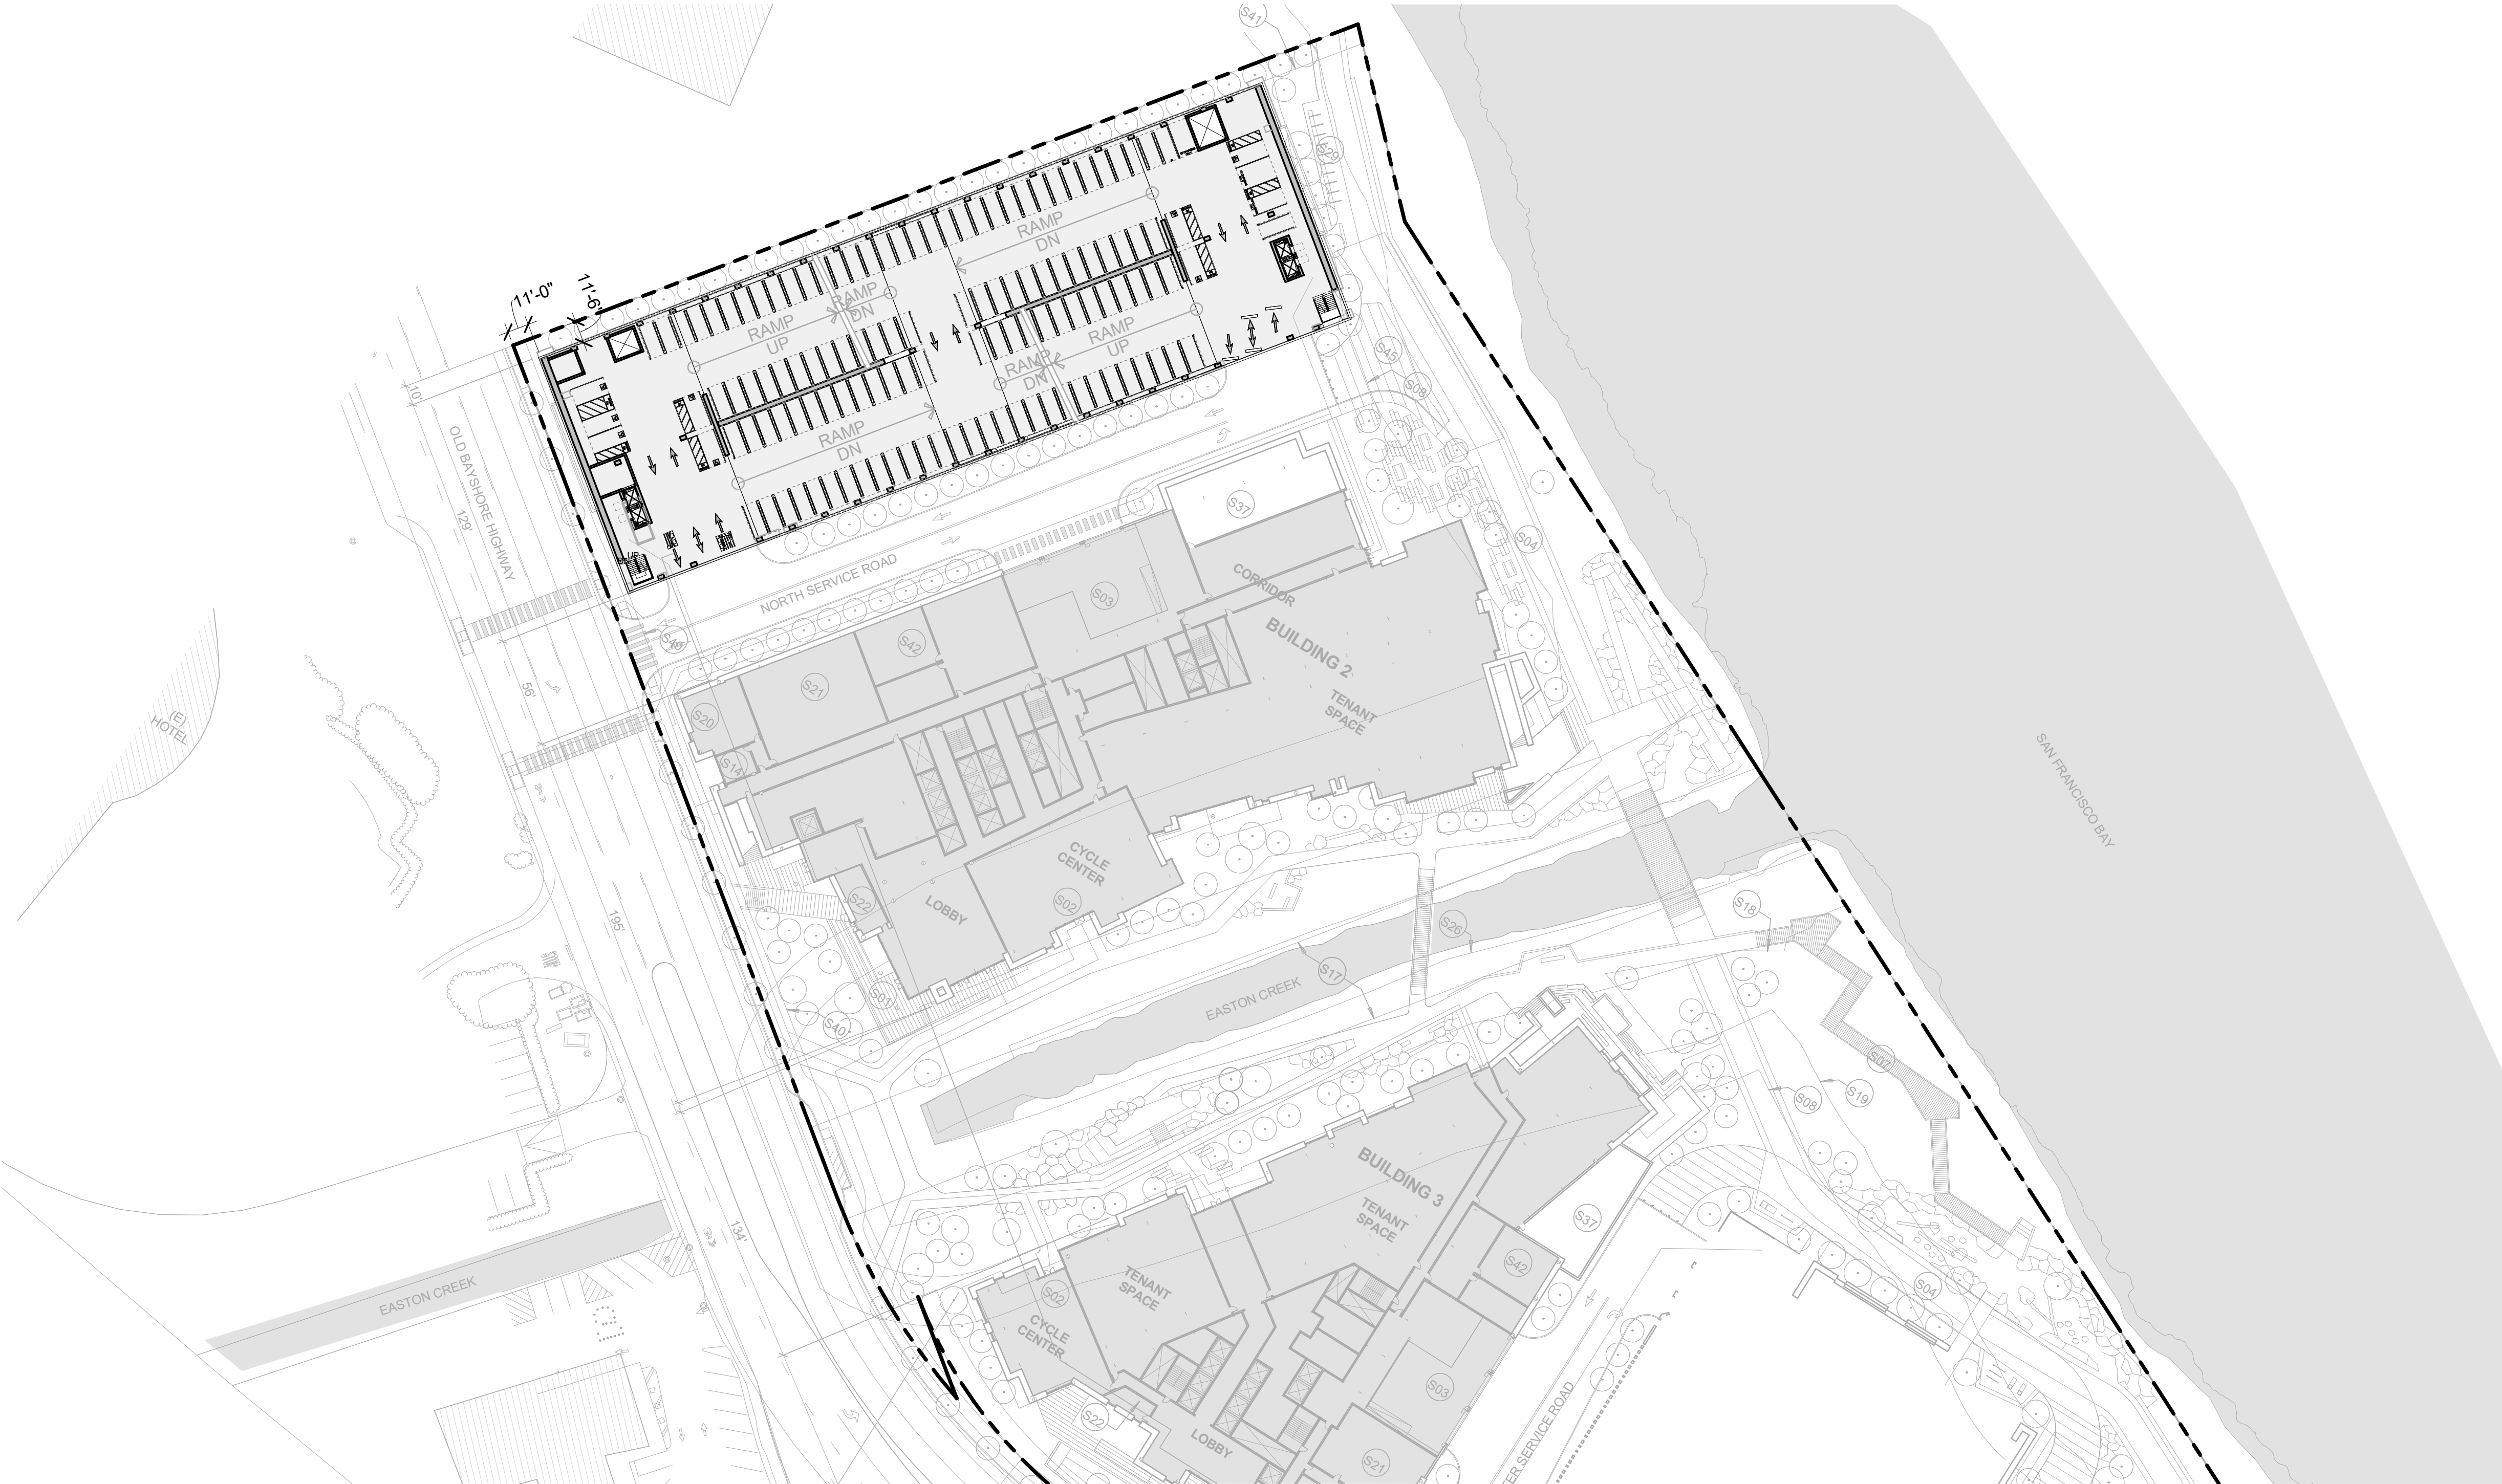 S41
S29
RAMP
DN
11'-0"
11'-6"
RAMP
DN
RAMP
UP
RAMP
UP
RAMP
DN
RAMP
DN
S45
S08
10'
OLD BAYSHORE HIGHWAY
129'
UP
S37
S04
NORTH SERVICE ROAD
S03
CORRIDOR
BUILDING 2
TENANT
SPACE
S40
S42
S21
S20
S14
56'
(E)
HOTEL
SAN FRANCISCO BAY
CYCLE
CENTER
S02
LOBBY
S22
195'
S01
S40
S26
S18
S17
EASTON CREEK
S07
S08
S19
BUILDING 3
TENANT
SPACE
S37
S42
134'
EASTON CREEK
TENANT
SPACE
S02
CYCLE
CENTER
S04
S03
S22
LOBBY
S21
TER SERVICE ROAD